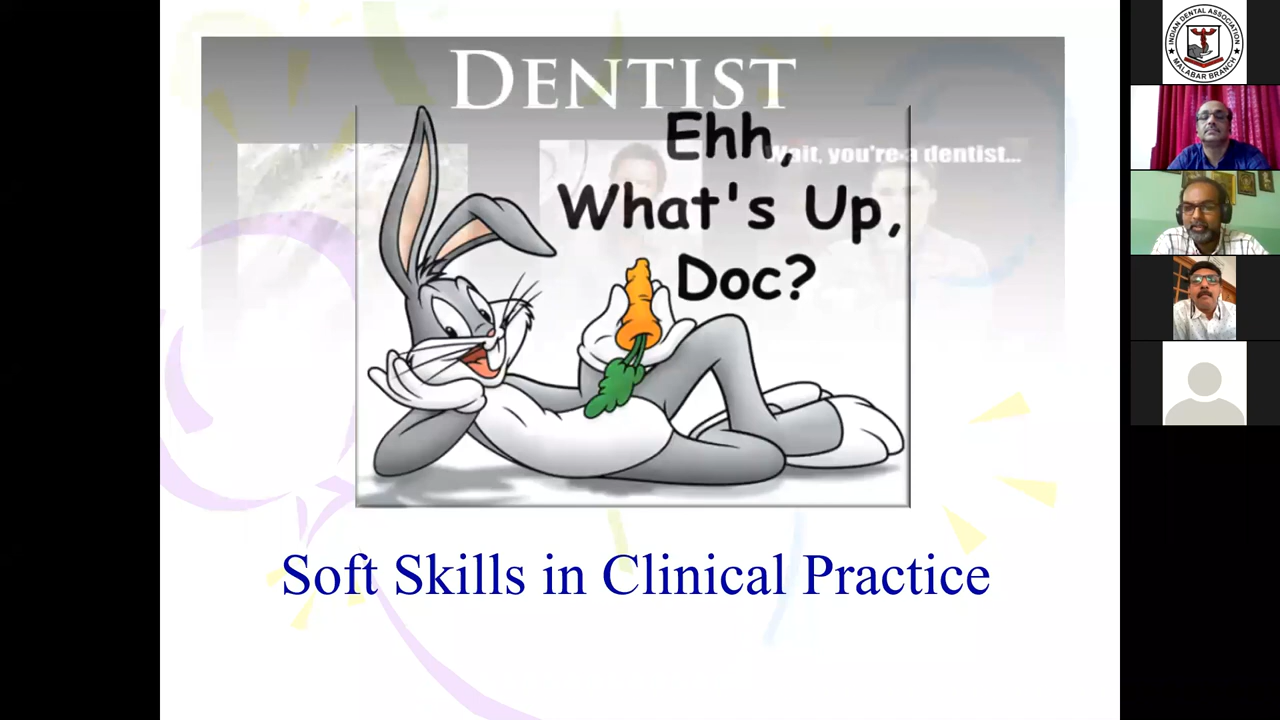 DENTIST
Ehh,
Wait, you're a dentist...
What's Up,
Doc?
Soft Skills in Clinical Practice
INDIAN DENTAL ASSOCIATION
MALABAR BRANCH